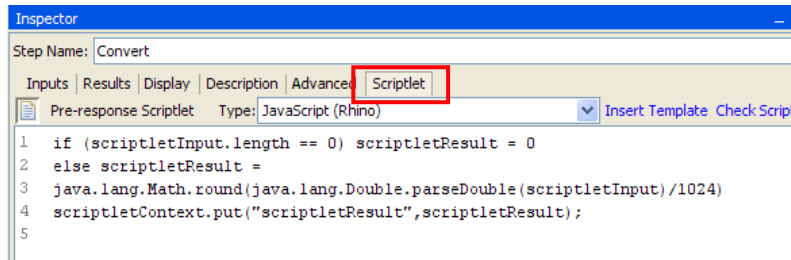 Inspector
Step Name: Convert
Inputs | Results | Display | Description | Advanced | Scriptlet
Pre-response Scriptlet Type: JavaScript (Rhino) Insert Template Check Scrip
1 if (scriptletInput.length == 0) scriptletResult = 0
2 else scriptletResult =
3 java.lang.Math.round(java.lang.Double.parseDouble(scriptletInput)/1024)
4 scriptletContext.put("scriptletResult",scriptletResult);
5